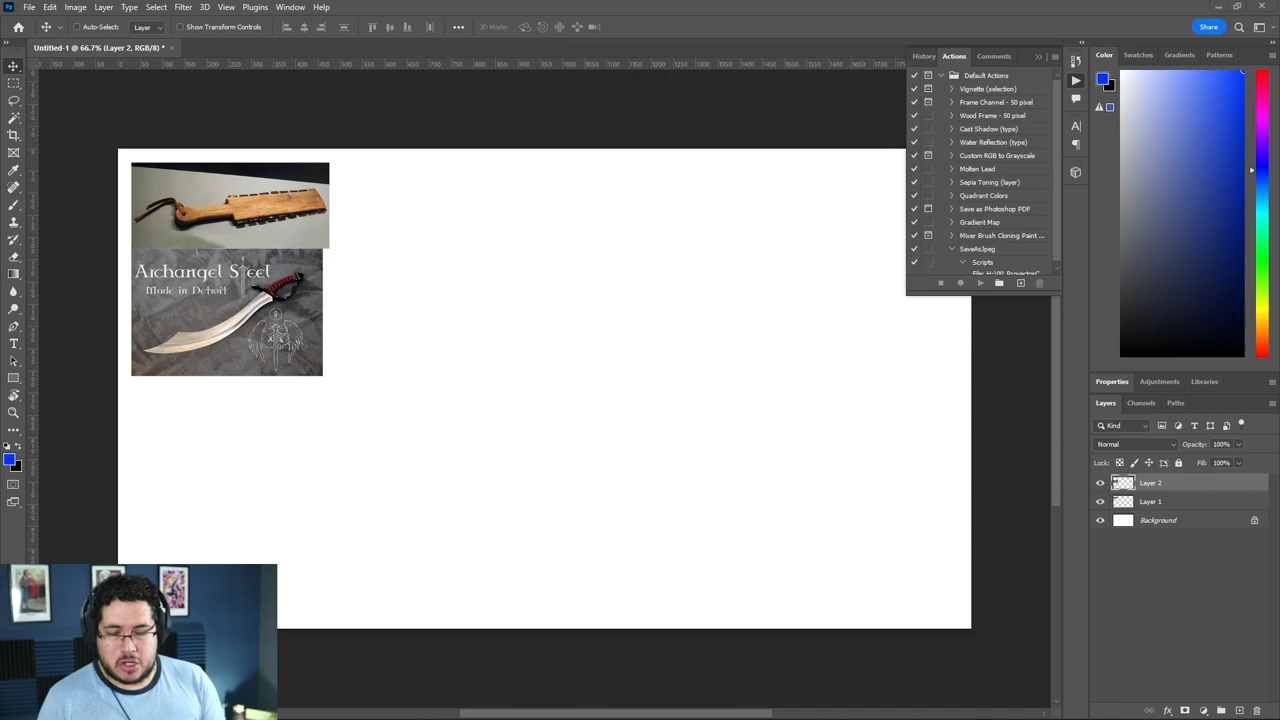 Ps File Edit Image Layer Type Select Filter 3D View Plugins Window Help
Auto-Select: Layer Show Transform Controls 3D Mode: Share
Untitled-1 @ 66.7% (Layer 2, RGB/8) *
History Actions Comments
Default Actions
Vignette (selection)
Frame Channel - 50 pixel
Wood Frame - 50 pixel
Cast Shadow (type)
Water Reflection (type)
Custom RGB to Grayscale
Molten Lead
Sepia Toning (layer)
Quadrant Colors
Save as Photoshop PDF
Gradient Map
Mixer Brush Cloning Paint ...
SaveAsJpeg
Scripts
Color Swatches Gradients Patterns
Archangel Steel
Made in Detroit
Properties Adjustments Libraries
Layers Channels Paths
Kind
Normal Opacity: 100%
Lock: Fill: 100%
Layer 2
Layer 1
Background